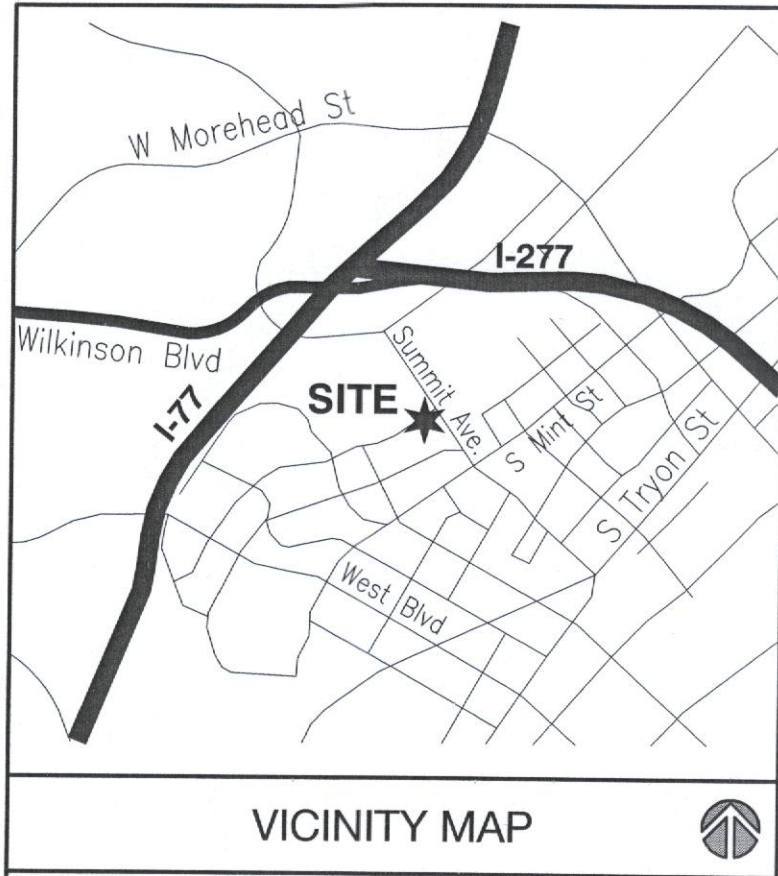 W Morehead St
I-277
Wilkinson Blvd
Summit Ave.
SITE
I-77
S Mint St
S Tryon St
West Blvd
VICINITY MAP